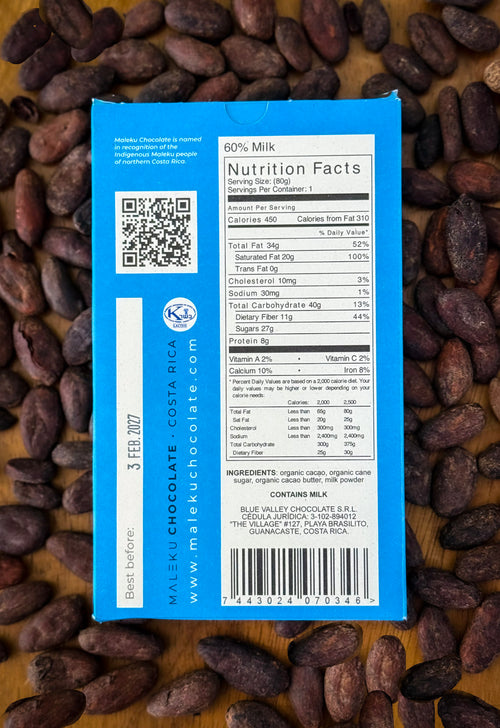 Maleku Chocolate is named
in recognition of the
Indigenous Maleku people
of northern Costa Rica.
60% Milk
Nutrition Facts
Serving Size: (80g)
Servings Per Container: 1
Amount Per Serving
Calories 450 Calories from Fat 310
% Daily Value*
Total Fat 34g 52%
Saturated Fat 20g 100%
Trans Fat 0g
Cholesterol 10mg 3%
Sodium 30mg 1%
Total Carbohydrate 40g 13%
Dietary Fiber 11g 44%
Sugars 27g
Protein 8g
Vitamin A 2% • Vitamin C 2%
Calcium 10% • Iron 8%
* Percent Daily Values are based on a 2,000 calorie diet. Your
daily values may be higher or lower depending on your
calorie needs:
Calories: 2,000 2,500
Total Fat Less than 65g 80g
Sat Fat Less than 20g 25g
Cholesterol Less than 300mg 300mg
Sodium Less than 2,400mg 2,400mg
Total Carbohydrate 300g 375g
Dietary Fiber 25g 30g
INGREDIENTS: organic cacao, organic cane
sugar, organic cacao butter, milk powder
CONTAINS MILK
BLUE VALLEY CHOCOLATE S.R.L.
CÉDULA JURÍDICA: 3-102-894012
"THE VILLAGE" #127, PLAYA BRASILITO,
GUANACASTE, COSTA RICA.
7 443024 070346 >
Best before:
3 FEB. 2027
MALEKU CHOCOLATE · COSTA RICA
www.malekuchocolate.com